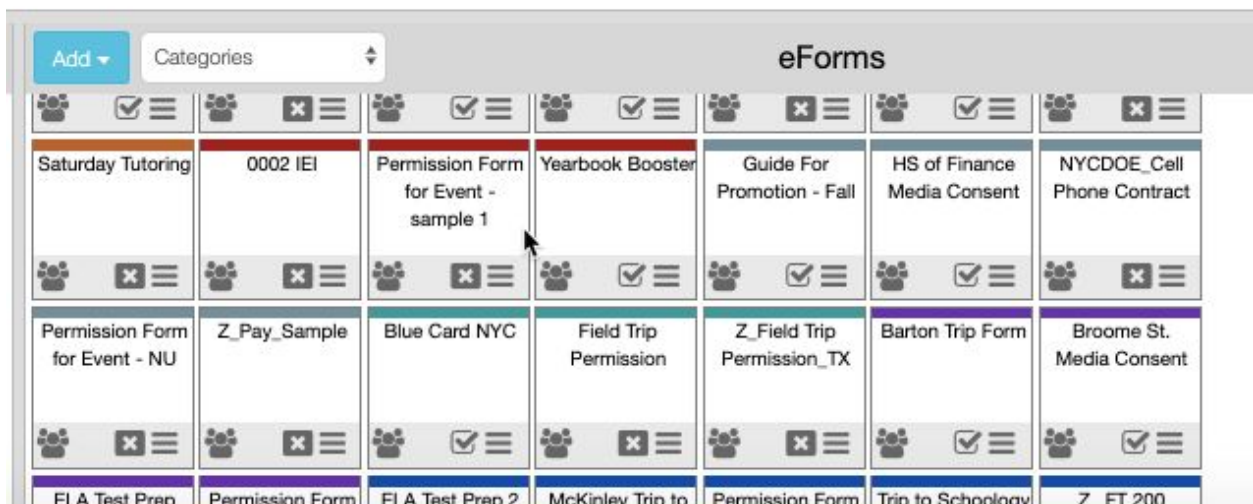 Add
Categories
eForms
Saturday Tutoring
0002 IEI
Permission Form
for Event -
sample 1
Yearbook Booster
Guide For
Promotion - Fall
HS of Finance
Media Consent
NYCDOE_Cell
Phone Contract
Permission Form
for Event - NU
Z_Pay_Sample
Blue Card NYC
Field Trip
Permission
Z_Field Trip
Permission_TX
Barton Trip Form
Broome St.
Media Consent
ELA Test Prep
Permission Form
ELA Test Prep 2
McKinley Trip to
Permission Form
Trip to Schoology
Z_FT 200